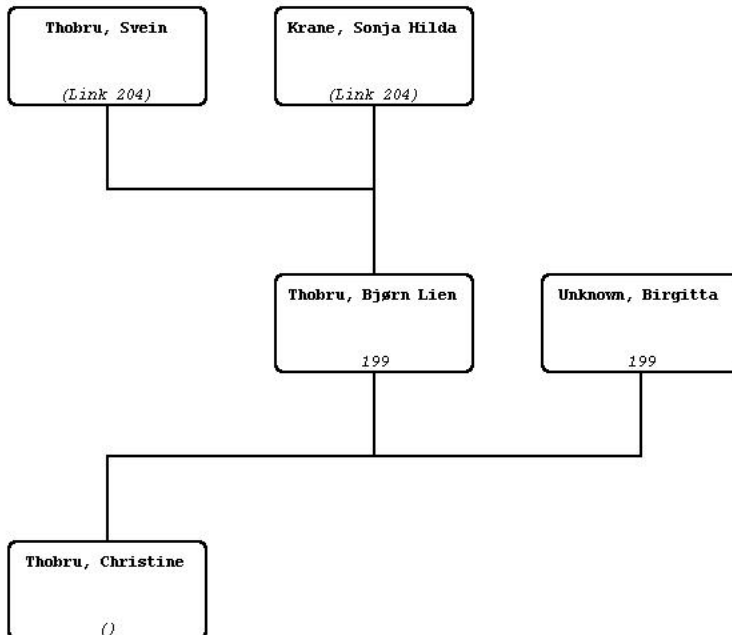 Thobru, Svein
(Link 204)
Krane, Sonja Hilda
(Link 204)
Thobru, Bjørn Lien
199
Unknown, Birgitta
199
Thobru, Christine
()